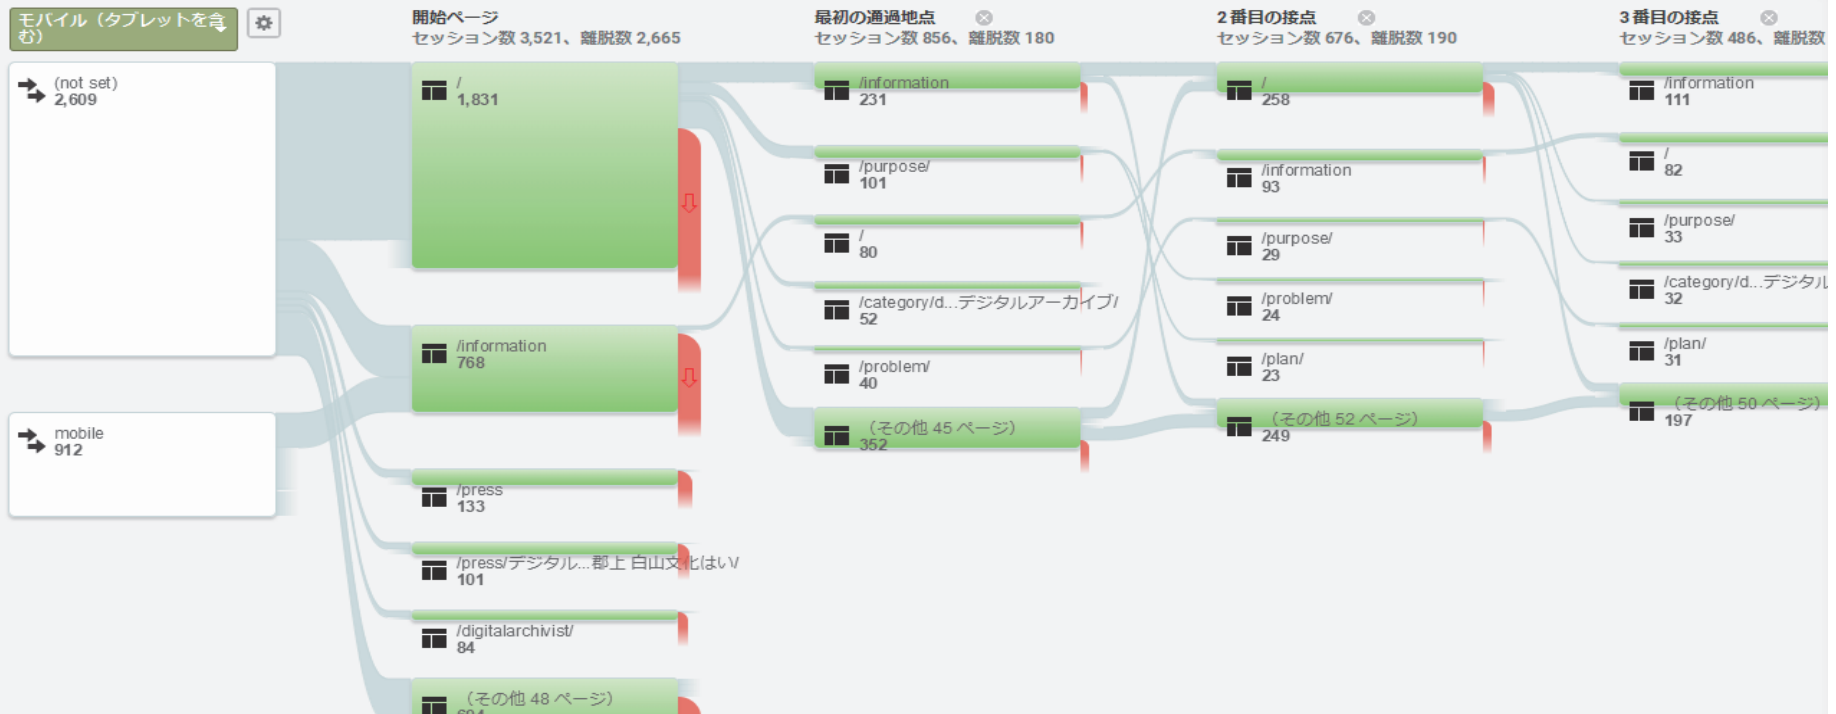 モバイル（タブレットを含
む）
(not set)
2,609
mobile
912
開始ページ
セッション数 3,521、離脱数 2,665
/
1,831
/information
768
/press
133
/press/デジタル...郡上 白山文化はい/
101
/digitalarchivist/
84
（その他 48 ページ）
最初の通過地点
セッション数 856、離脱数 180
/information
231
/purpose/
101
/
80
/category/d...デジタルアーカイブ/
52
/problem/
40
（その他 45 ページ）
352
2 番目の接点
セッション数 676、離脱数 190
/
258
/information
93
/purpose/
29
/problem/
24
/plan/
23
（その他 52 ページ）
249
3 番目の接点
セッション数 486、離脱数
/information
111
/
82
/purpose/
33
/category/d...デジタル
32
/plan/
31
（その他 50 ページ）
197